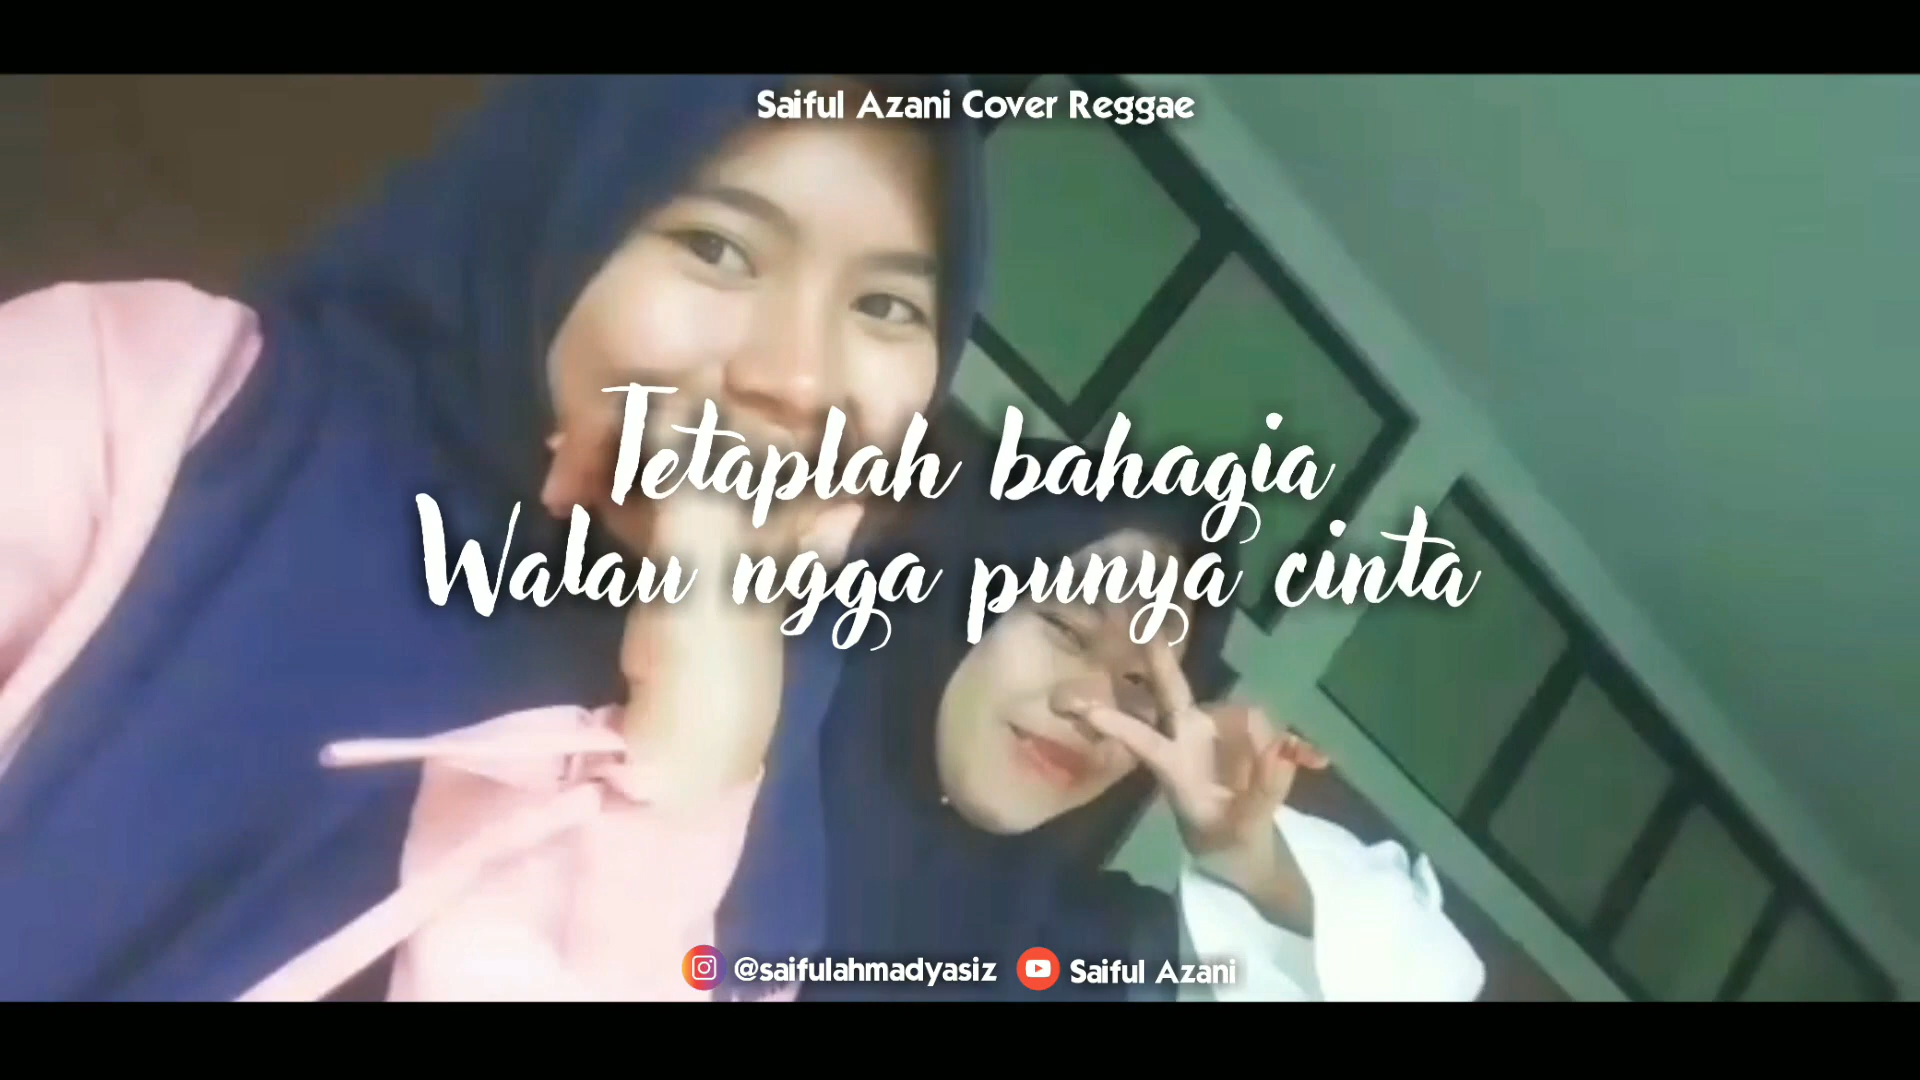 Saiful Azani Cover Reggae
Tetaplah bahagia
Walau ngga punya cinta
@saifulahmadyasiz Saiful Azani